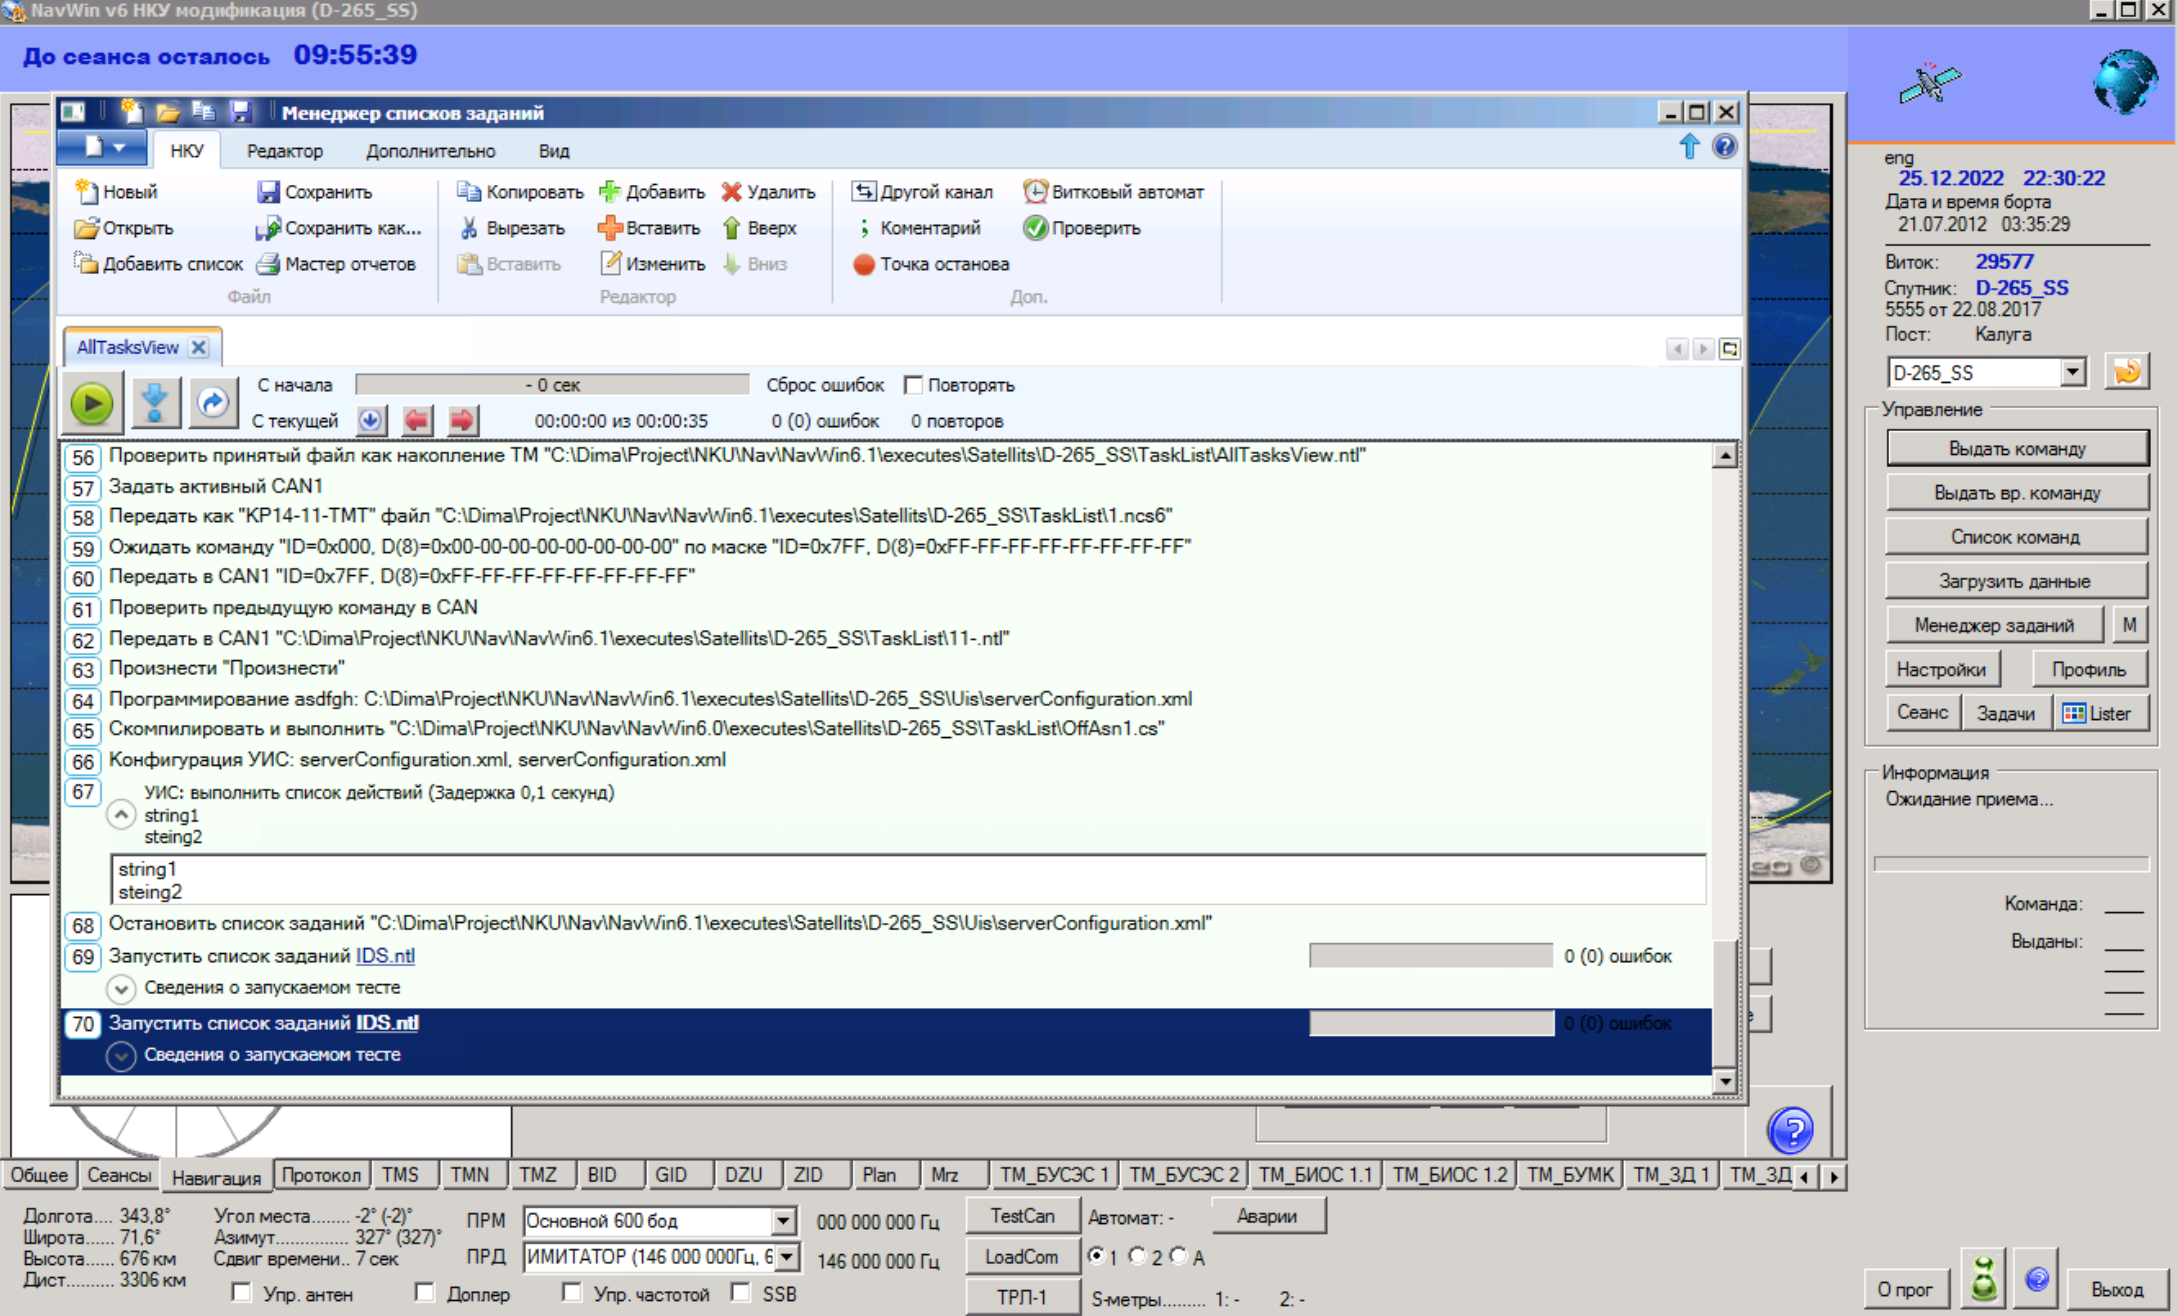 NavWin v6 НКУ модификация (D-265_SS)
До сеанса осталось 09:55:39
Менеджер списков заданий
НКУ Редактор Дополнительно Вид
Новый Сохранить Копировать Добавить Удалить Другой канал Витковый автомат
Открыть Сохранить как... Вырезать Вставить Вверх ; Коментарий Проверить
Добавить список Мастер отчетов Вставить Изменить Вниз Точка останова
Файл Редактор Доп.
AllTasksView
С начала - 0 сек Сброс ошибок Повторять
С текущей 00:00:00 из 00:00:35 0 (0) ошибок 0 повторов
56 Проверить принятый файл как накопление ТМ "C:\Dima\Project\NKU\Nav\NavWin6.1\executes\Satellits\D-265_SS\TaskList\AllTasksView.ntl"
57 Задать активный CAN1
58 Передать как "КР14-11-ТМТ" файл "C:\Dima\Project\NKU\Nav\NavWin6.1\executes\Satellits\D-265_SS\TaskList\1.ncs6"
59 Ожидать команду "ID=0x000, D(8)=0x00-00-00-00-00-00-00-00" по маске "ID=0x7FF, D(8)=0xFF-FF-FF-FF-FF-FF-FF-FF"
60 Передать в CAN1 "ID=0x7FF, D(8)=0xFF-FF-FF-FF-FF-FF-FF-FF"
61 Проверить предыдущую команду в CAN
62 Передать в CAN1 "C:\Dima\Project\NKU\Nav\NavWin6.1\executes\Satellits\D-265_SS\TaskList\11-.ntl"
63 Произнести "Произнести"
64 Программирование asdfgh: C:\Dima\Project\NKU\Nav\NavWin6.1\executes\Satellits\D-265_SS\Uis\serverConfiguration.xml
65 Скомпилировать и выполнить "C:\Dima\Project\NKU\Nav\NavWin6.0\executes\Satellits\D-265_SS\TaskList\OffAsn1.cs"
66 Конфигурация УИС: serverConfiguration.xml, serverConfiguration.xml
67 УИС: выполнить список действий (Задержка 0,1 секунд)
string1
steing2
string1
steing2
68 Остановить список заданий "C:\Dima\Project\NKU\Nav\NavWin6.1\executes\Satellits\D-265_SS\Uis\serverConfiguration.xml"
69 Запустить список заданий IDS.ntl 0 (0) ошибок
Сведения о запускаемом тесте
70 Запустить список заданий IDS.ntl 0 (0) ошибок
Сведения о запускаемом тесте
eng
25.12.2022 22:30:22
Дата и время борта
21.07.2012 03:35:29
Виток: 29577
Спутник: D-265_SS
5555 от 22.08.2017
Пост: Калуга
D-265_SS
Управление
Выдать команду
Выдать вр. команду
Список команд
Загрузить данные
Менеджер заданий М
Настройки Профиль
Сеанс Задачи Lister
Информация
Ожидание приема...
Команда:
Выданы:
Общее Сеансы Навигация Протокол TMS TMN TMZ BID GID DZU ZID Plan Mrz ТМ_БУСЭС 1 ТМ_БУСЭС 2 ТМ_БИОС 1.1 ТМ_БИОС 1.2 ТМ_БУМК ТМ_ЗД 1 ТМ_ЗД
Долгота.... 343,8° Угол места........ -2° (-2)° ПРМ Основной 600 бод 000 000 000 Гц TestCan Автомат: - Аварии
Широта...... 71,6° Азимут............... 327° (327)°
Высота...... 676 км Сдвиг времени.. 7 сек ПРД ИМИТАТОР (146 000 000Гц, 6 146 000 000 Гц LoadCom 1 2 А
Дист.......... 3306 км
Упр. антен Доплер Упр. частотой SSB ТРЛ-1 S-метры......... 1: - 2: -
О прог Выход